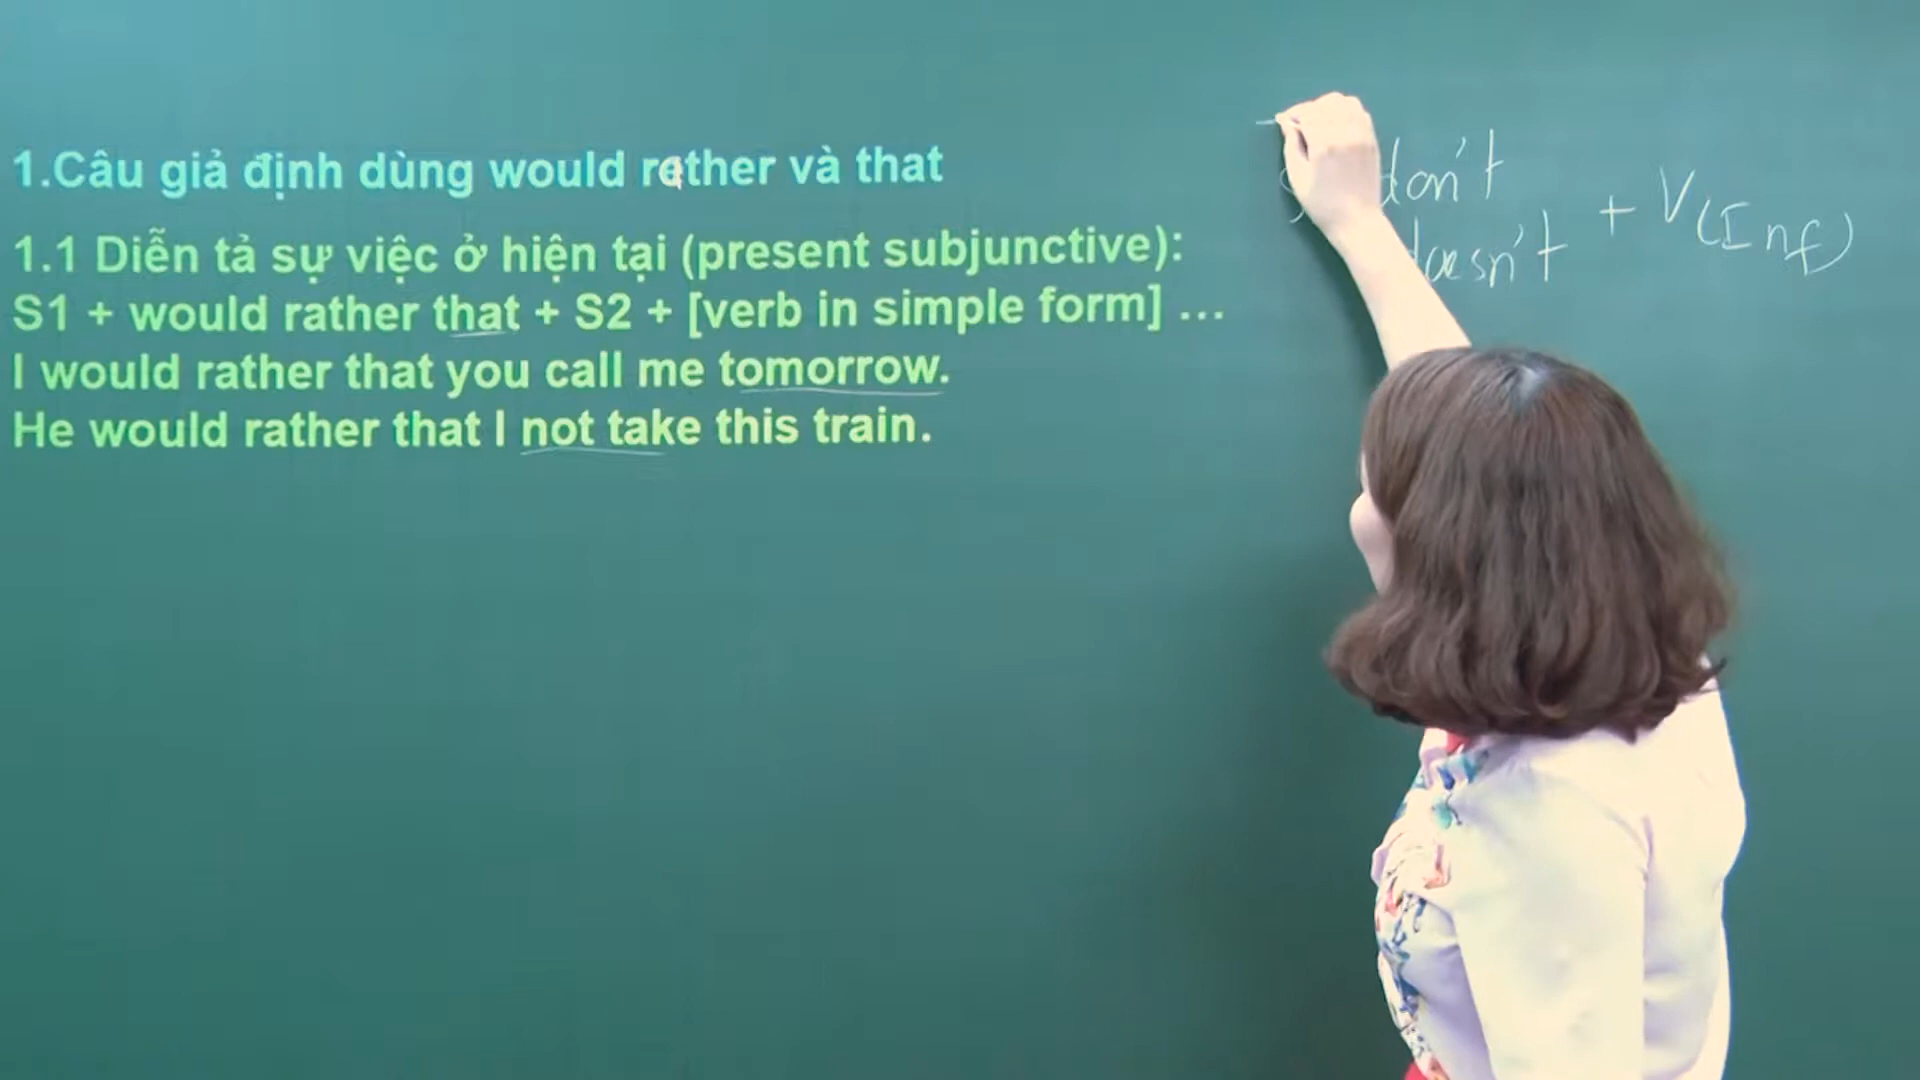 1.Câu giả định dùng would rether và that
1.1 Diễn tả sự việc ở hiện tại (present subjunctive):
S1 + would rather that + S2 + [verb in simple form] ...
I would rather that you call me tomorrow.
He would rather that I not take this train.
don't
doesn't
+ V(Inf)